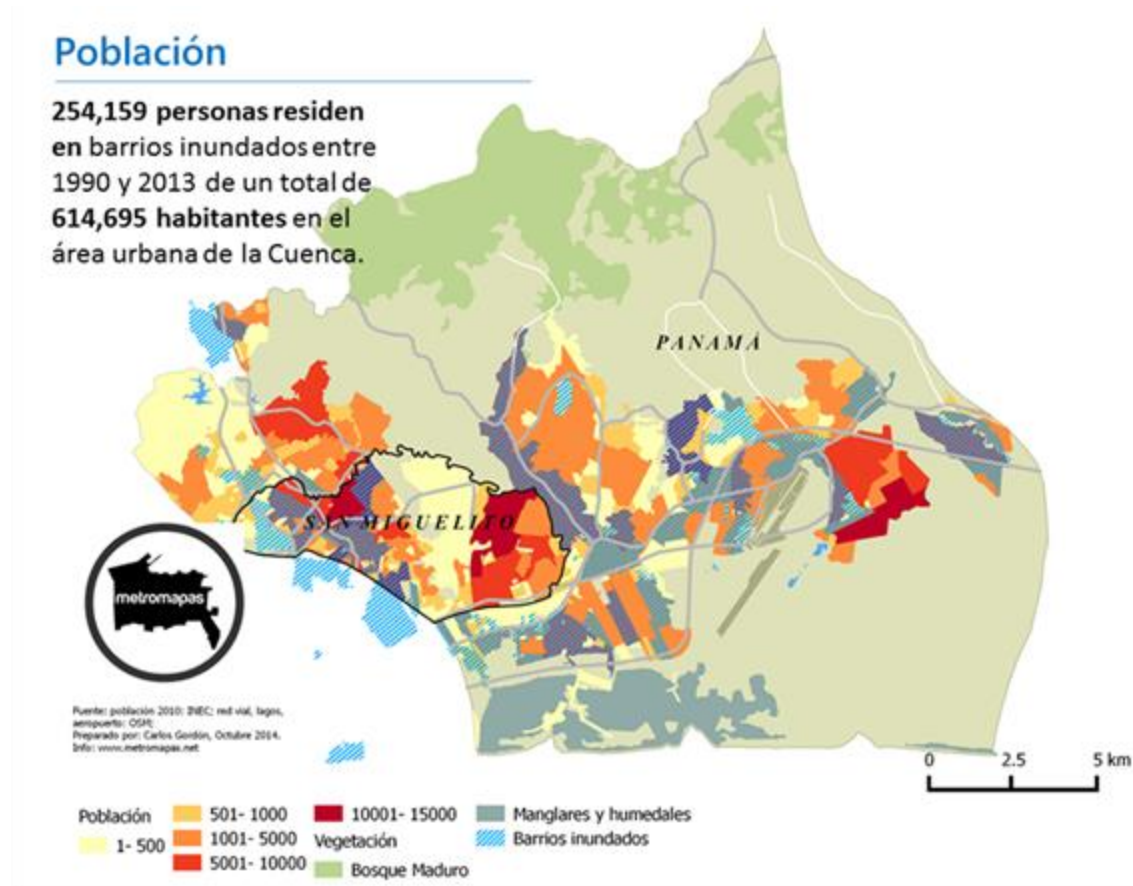 Población
254,159 personas residen
en barrios inundados entre
1990 y 2013 de un total de
614,695 habitantes en el
área urbana de la Cuenca.
PANAMÁ
SAN MIGUELITO
metromapas
Fuente: población 2010: INEC; red vial, lagos,
aeropuerto: OSM;
Preparado por: Carlos Gordón, Octubre 2014.
Info: www.metromapas.net
0 2.5 5 km
Población
1- 500
501- 1000
1001- 5000
5001- 10000
10001- 15000
Vegetación
Bosque Maduro
Manglares y humedales
Barrios inundados